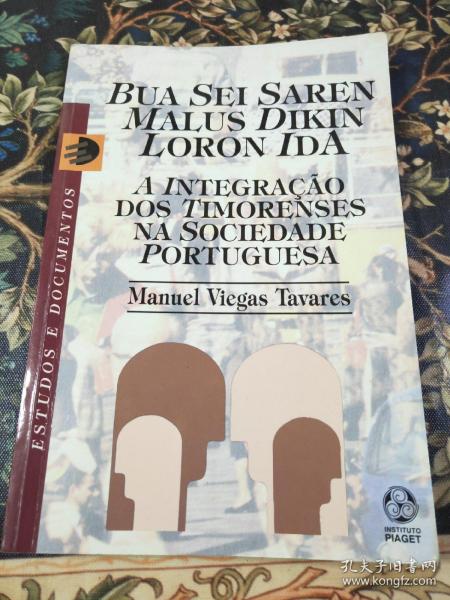 BUA SEI SAREN
MALUS DIKIN
LORON IDA
A INTEGRAÇÃO
DOS TIMORENSES
NA SOCIEDADE
PORTUGUESA
Manuel Viegas Tavares
ESTUDOS E DOCUMENTOS
INSTITUTO
PIAGET
孔夫子旧书网
www.kongfz.com